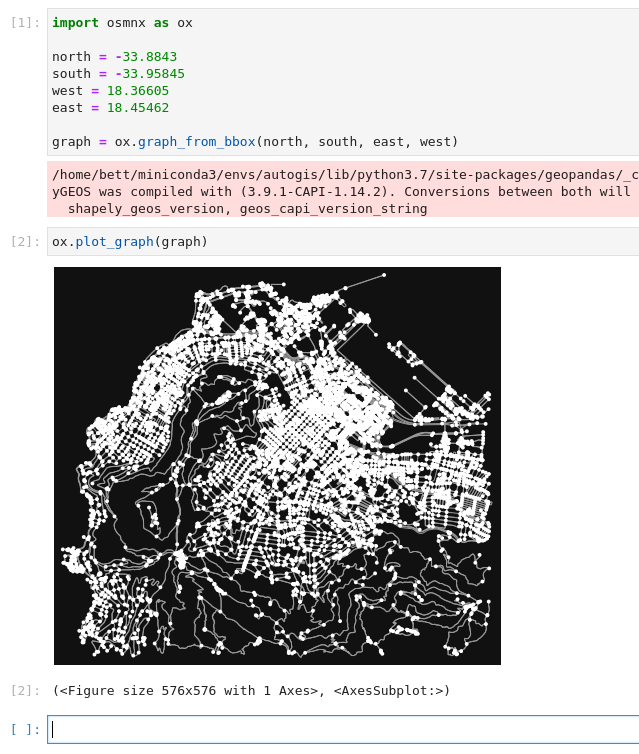 [1]: import osmnx as ox
north = -33.8843
south = -33.95845
west = 18.36605
east = 18.45462
graph = ox.graph_from_bbox(north, south, east, west)
/home/bett/miniconda3/envs/autogis/lib/python3.7/site-packages/geopandas/_c
yGEOS was compiled with (3.9.1-CAPI-1.14.2). Conversions between both will
shapely_geos_version, geos_capi_version_string
[2]: ox.plot_graph(graph)
[2]: (<Figure size 576x576 with 1 Axes>, <AxesSubplot:>)
[ ]: